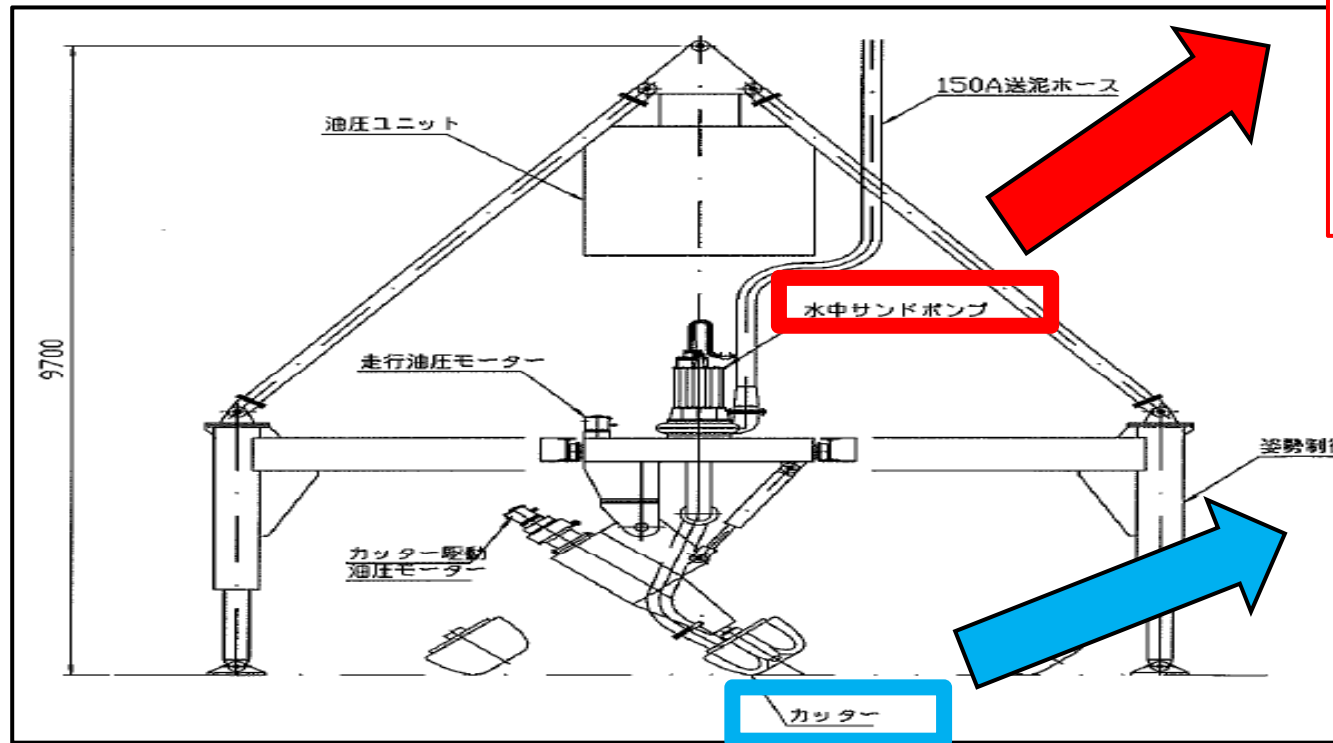 150A送泥ホース
油圧ユニット
水中サンドポンプ
走行油圧モーター
9700
姿勢制
カッター駆動
油圧モーター
カッター